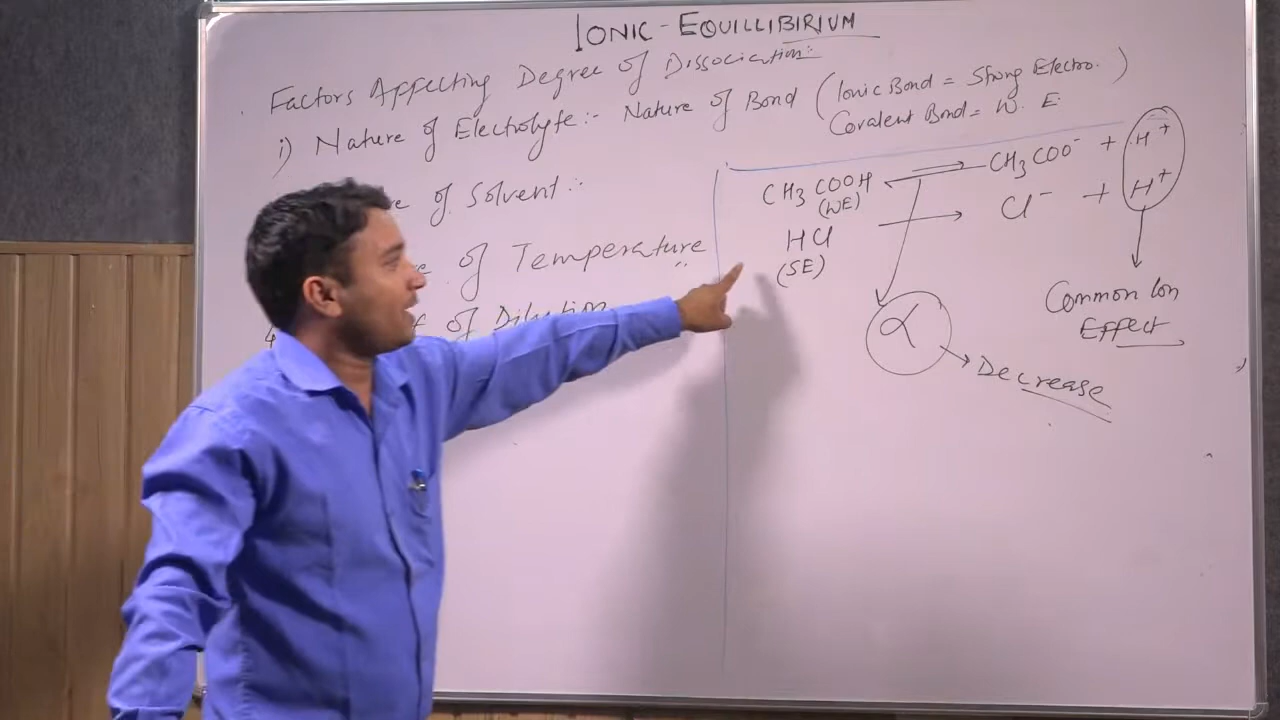 IONIC-EQUILLIBIRIUM
Factors Affecting Degree of Dissociation:-
i) Nature of Electrolyte:- Nature of Bond (Ionic Bond = Strong Electro.)
Covalent Bond = W. E.
of Solvent:-
of Temperature
4
of Dilution
CH3COOH ⇌ CH3COO- + H+
(WE)
HCl → Cl- + H+
(SE)
α → Decrease
Common Ion
Effect